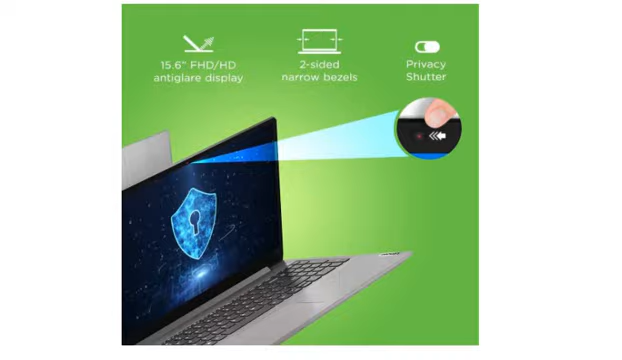 15.6" FHD/HD
antiglare display
2-sided
narrow bezels
Privacy
Shutter